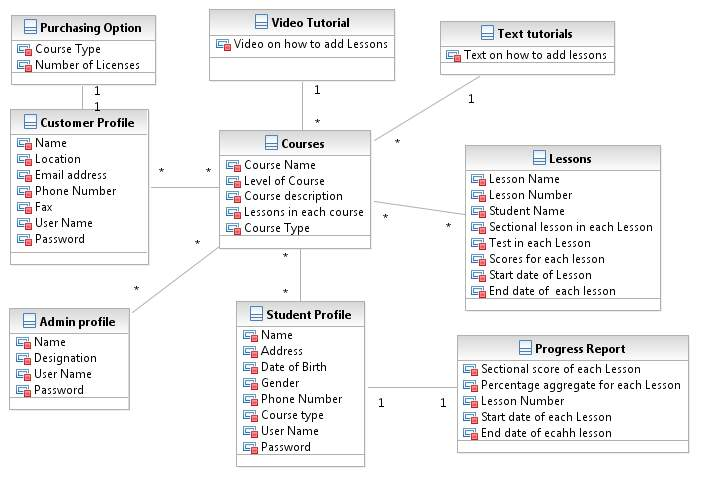 Purchasing Option
Course Type
Number of Licenses
Video Tutorial
Video on how to add Lessons
Text tutorials
Text on how to add lessons
1
1
1
*
1
*
Customer Profile
Name
Location
Email address
Phone Number
Fax
User Name
Password
*
*
Courses
Course Name
Level of Course
Course description
Lessons in each course
Course Type
*
*
Lessons
Lesson Name
Lesson Number
Student Name
Sectional lesson in each Lesson
Test in each Lesson
Scores for each lesson
Start date of Lesson
End date of each lesson
*
*
*
*
Admin profile
Name
Designation
User Name
Password
Student Profile
Name
Address
Date of Birth
Gender
Phone Number
Course type
User Name
Password
1
1
Progress Report
Sectional score of each Lesson
Percentage aggregate for each Lesson
Lesson Number
Start date of each Lesson
End date of ecahh lesson